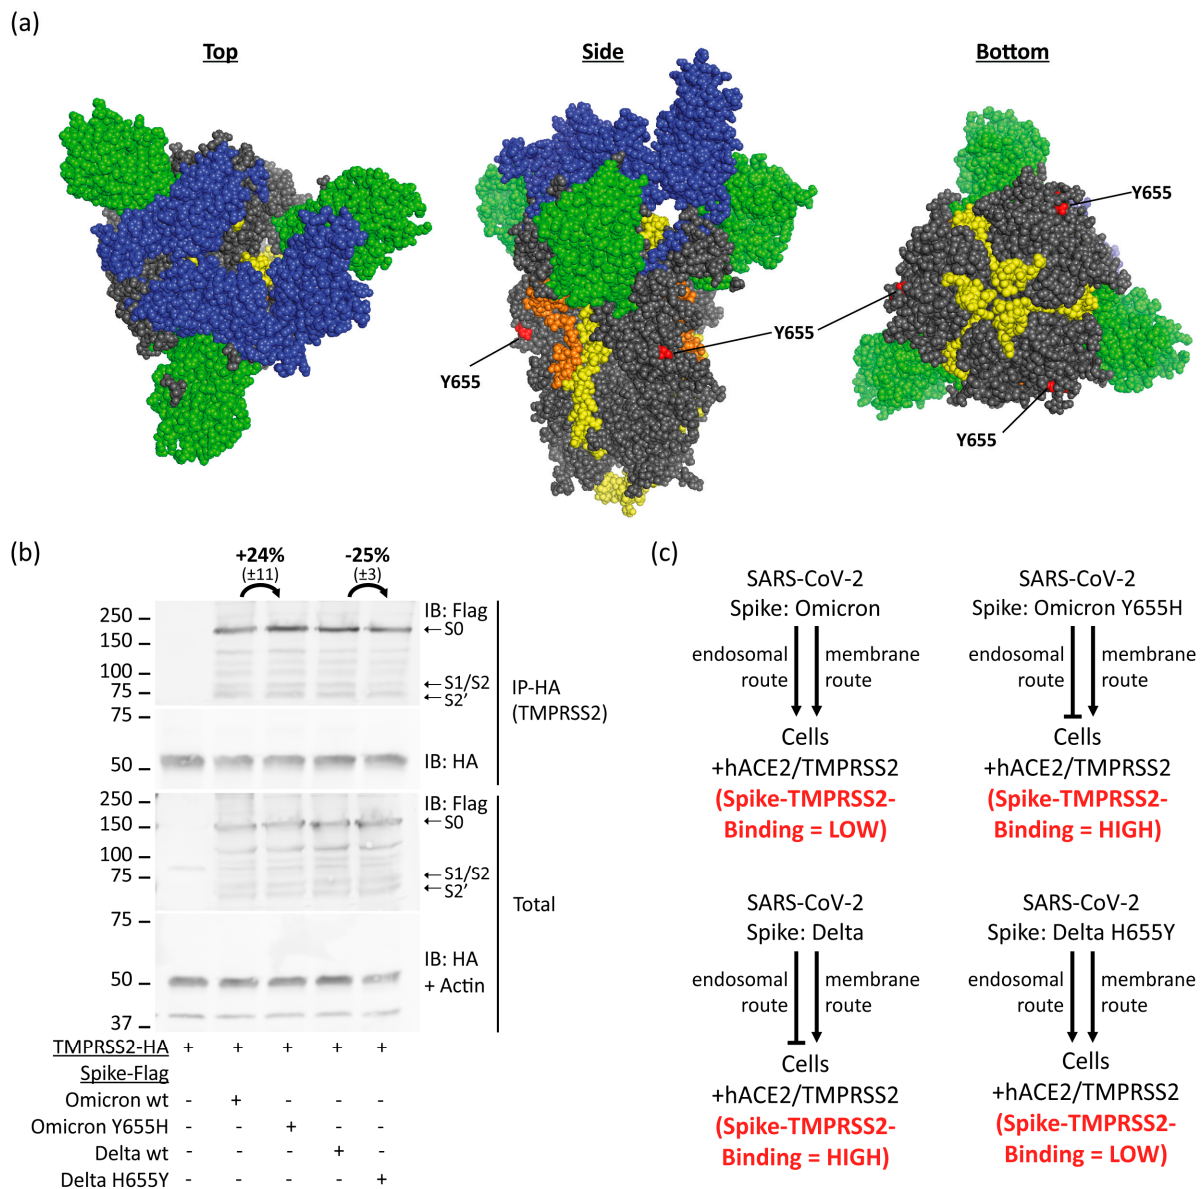 (a)
Top
Side
Bottom
Y655
Y655
Y655
Y655
(b)
+24%
(±11)
-25%
(±3)
250
150
100
75
IB: Flag
←S0
←S1/S2
←S2'
75
50
IB: HA
IP-HA
(TMPRSS2)
250
150
100
75
IB: Flag
←S0
←S1/S2
←S2'
75
50
37
IB: HA
+ Actin
Total
TMPRSS2-HA + + + + +
Spike-Flag
Omicron wt - + - - -
Omicron Y655H - - + - -
Delta wt - - - + -
Delta H655Y - - - - +
(c)
SARS-CoV-2
Spike: Omicron
endosomal
route
membrane
route
Cells
+hACE2/TMPRSS2
(Spike-TMPRSS2-
Binding = LOW)
SARS-CoV-2
Spike: Omicron Y655H
endosomal
route
membrane
route
Cells
+hACE2/TMPRSS2
(Spike-TMPRSS2-
Binding = HIGH)
SARS-CoV-2
Spike: Delta
endosomal
route
membrane
route
Cells
+hACE2/TMPRSS2
(Spike-TMPRSS2-
Binding = HIGH)
SARS-CoV-2
Spike: Delta H655Y
endosomal
route
membrane
route
Cells
+hACE2/TMPRSS2
(Spike-TMPRSS2-
Binding = LOW)